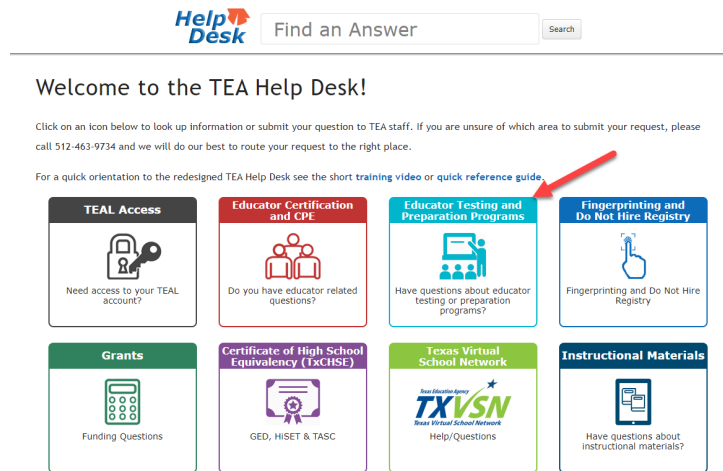 Help
Desk
Find an Answer
Search
Welcome to the TEA Help Desk!
Click on an icon below to look up information or submit your question to TEA staff. If you are unsure of which area to submit your request, please
call 512-463-9734 and we will do our best to route your request to the right place.
For a quick orientation to the redesigned TEA Help Desk see the short training video or quick reference guide.
TEAL Access
Need access to your TEAL
account?
Educator Certification
and CPE
Do you have educator related
questions?
Educator Testing and
Preparation Programs
Have questions about educator
testing or preparation
programs?
Fingerprinting and
Do Not Hire Registry
Fingerprinting and Do Not Hire
Registry
Grants
Funding Questions
Certificate of High School
Equivalency (TxCHSE)
GED, HiSET & TASC
Texas Virtual
School Network
Texas Education Agency
TXVSN
Texas Virtual School Network
Help/Questions
Instructional Materials
Have questions about
instructional materials?